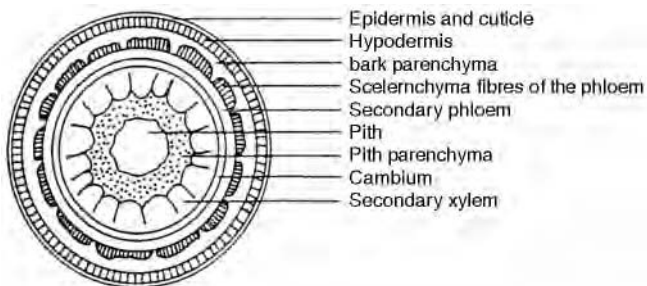 Epidermis and cuticle
Hypodermis
bark parenchyma
Scelernchyma fibres of the phloem
Secondary phloem
Pith
Pith parenchyma
Cambium
Secondary xylem